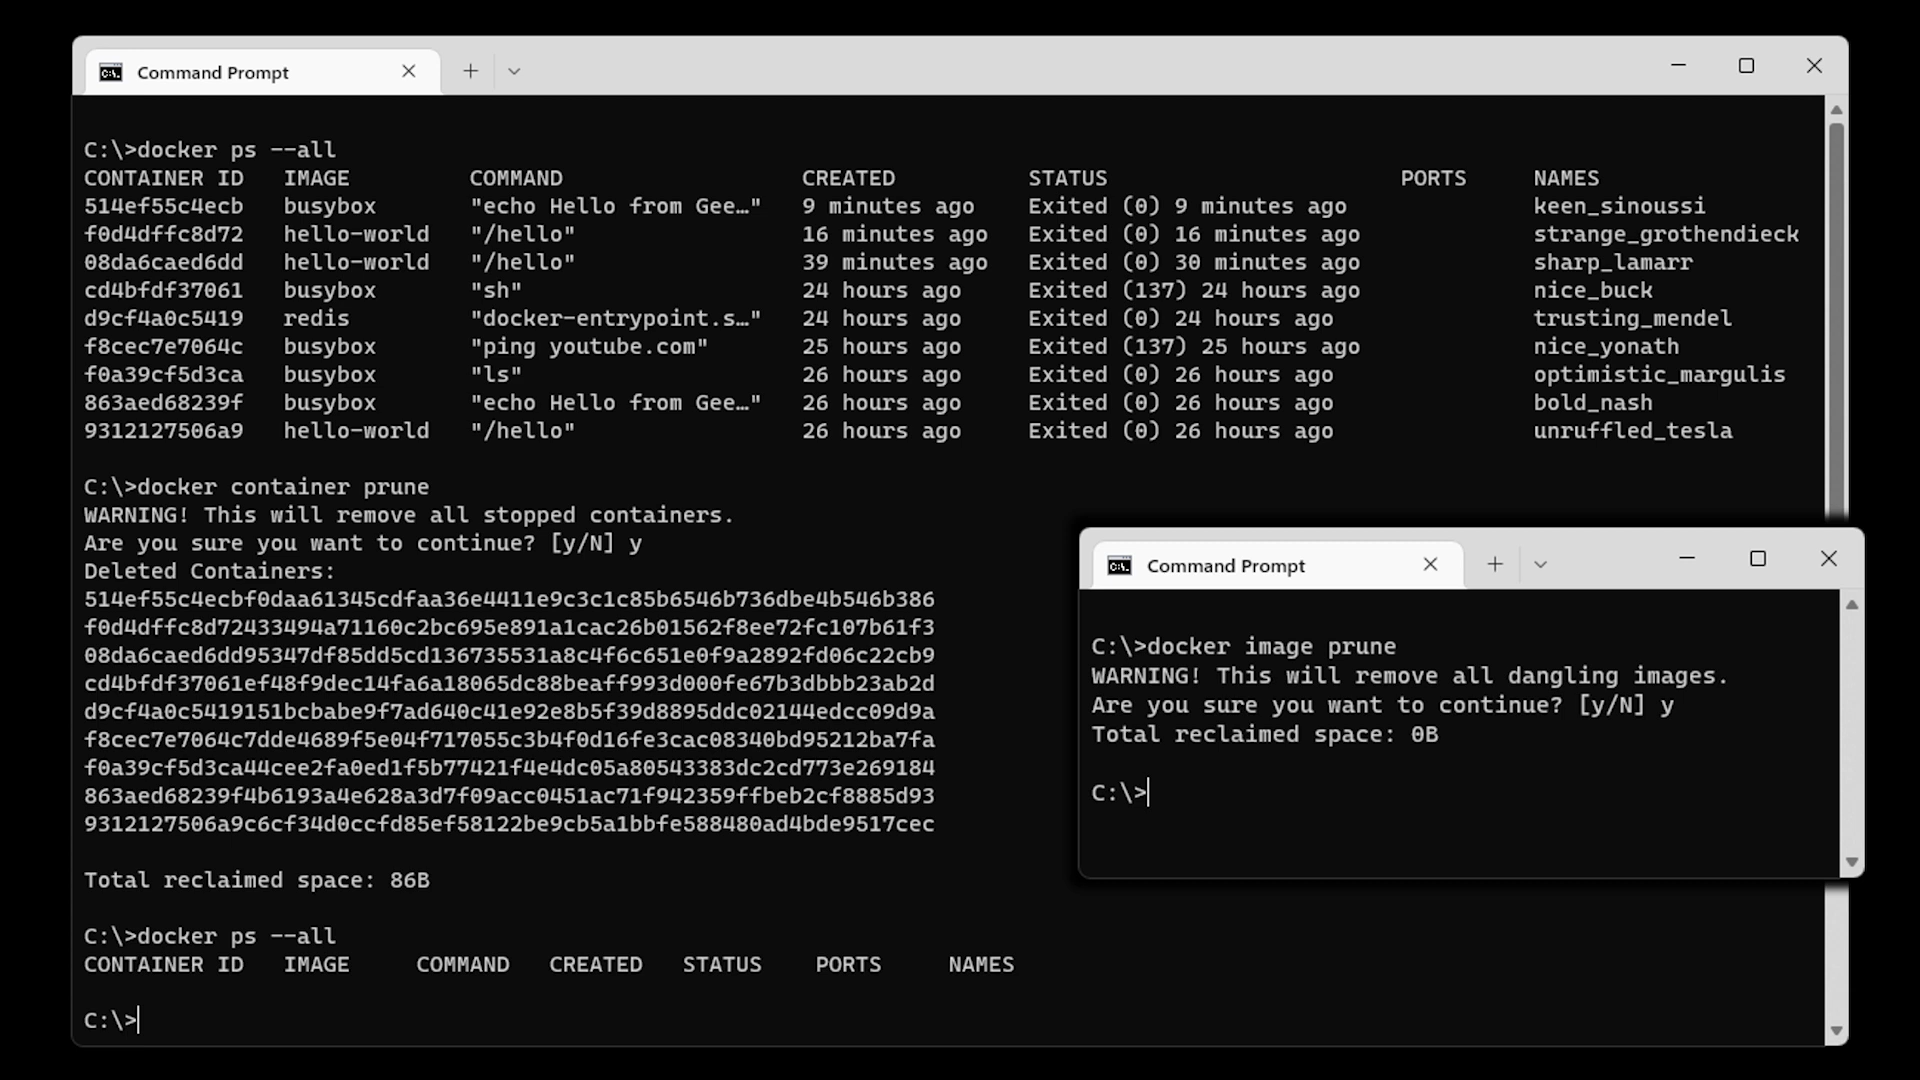 Command Prompt
C:\>docker ps --all
CONTAINER ID   IMAGE         COMMAND                  CREATED          STATUS                      PORTS     NAMES
514ef55c4ecb   busybox       "echo Hello from Gee…"   9 minutes ago    Exited (0) 9 minutes ago              keen_sinoussi
f0d4dffc8d72   hello-world   "/hello"                 16 minutes ago   Exited (0) 16 minutes ago             strange_grothendieck
08da6caed6dd   hello-world   "/hello"                 39 minutes ago   Exited (0) 30 minutes ago             sharp_lamarr
cd4bfdf37061   busybox       "sh"                     24 hours ago     Exited (137) 24 hours ago             nice_buck
d9cf4a0c5419   redis         "docker-entrypoint.s…"   24 hours ago     Exited (0) 24 hours ago               trusting_mendel
f8cec7e7064c   busybox       "ping youtube.com"       25 hours ago     Exited (137) 25 hours ago             nice_yonath
f0a39cf5d3ca   busybox       "ls"                     26 hours ago     Exited (0) 26 hours ago               optimistic_margulis
863aed68239f   busybox       "echo Hello from Gee…"   26 hours ago     Exited (0) 26 hours ago               bold_nash
9312127506a9   hello-world   "/hello"                 26 hours ago     Exited (0) 26 hours ago               unruffled_tesla
C:\>docker container prune
WARNING! This will remove all stopped containers.
Are you sure you want to continue? [y/N] y
Deleted Containers:
514ef55c4ecbf0daa61345cdfaa36e4411e9c3c1c85b6546b736dbe4b546b386
f0d4dffc8d72433494a71160c2bc695e891a1cac26b01562f8ee72fc107b61f3
08da6caed6dd95347df85dd5cd136735531a8c4f6c651e0f9a2892fd06c22cb9
cd4bfdf37061ef48f9dec14fa6a18065dc88beaff993d000fe67b3dbbb23ab2d
d9cf4a0c5419151bcbabe9f7ad640c41e92e8b5f39d8895ddc02144edcc09d9a
f8cec7e7064c7dde4689f5e04f717055c3b4f0d16fe3cac08340bd95212ba7fa
f0a39cf5d3ca44cee2fa0ed1f5b77421f4e4dc05a80543383dc2cd773e269184
863aed68239f4b6193a4e628a3d7f09acc0451ac71f942359ffbeb2cf8885d93
9312127506a9c6cf34d0ccfd85ef58122be9cb5a1bbfe588480ad4bde9517cec
Total reclaimed space: 86B
C:\>docker ps --all
CONTAINER ID   IMAGE     COMMAND   CREATED   STATUS    PORTS     NAMES
C:\>
Command Prompt
C:\>docker image prune
WARNING! This will remove all dangling images.
Are you sure you want to continue? [y/N] y
Total reclaimed space: 0B
C:\>